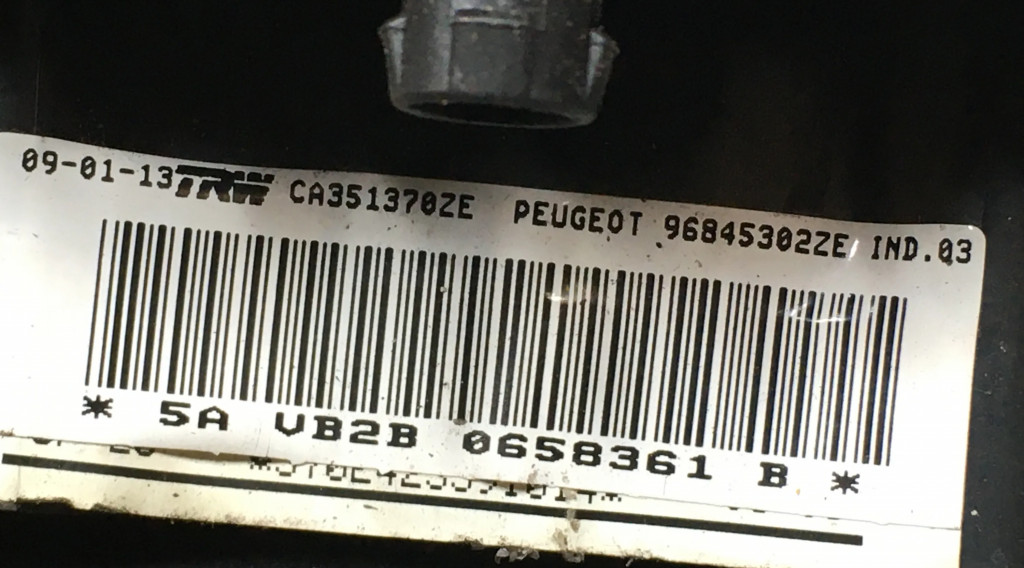 09-01-13 TRW CA351370ZE PEUGEOT 96845302ZE IND.03
* 5A VB2B 0658361 B *